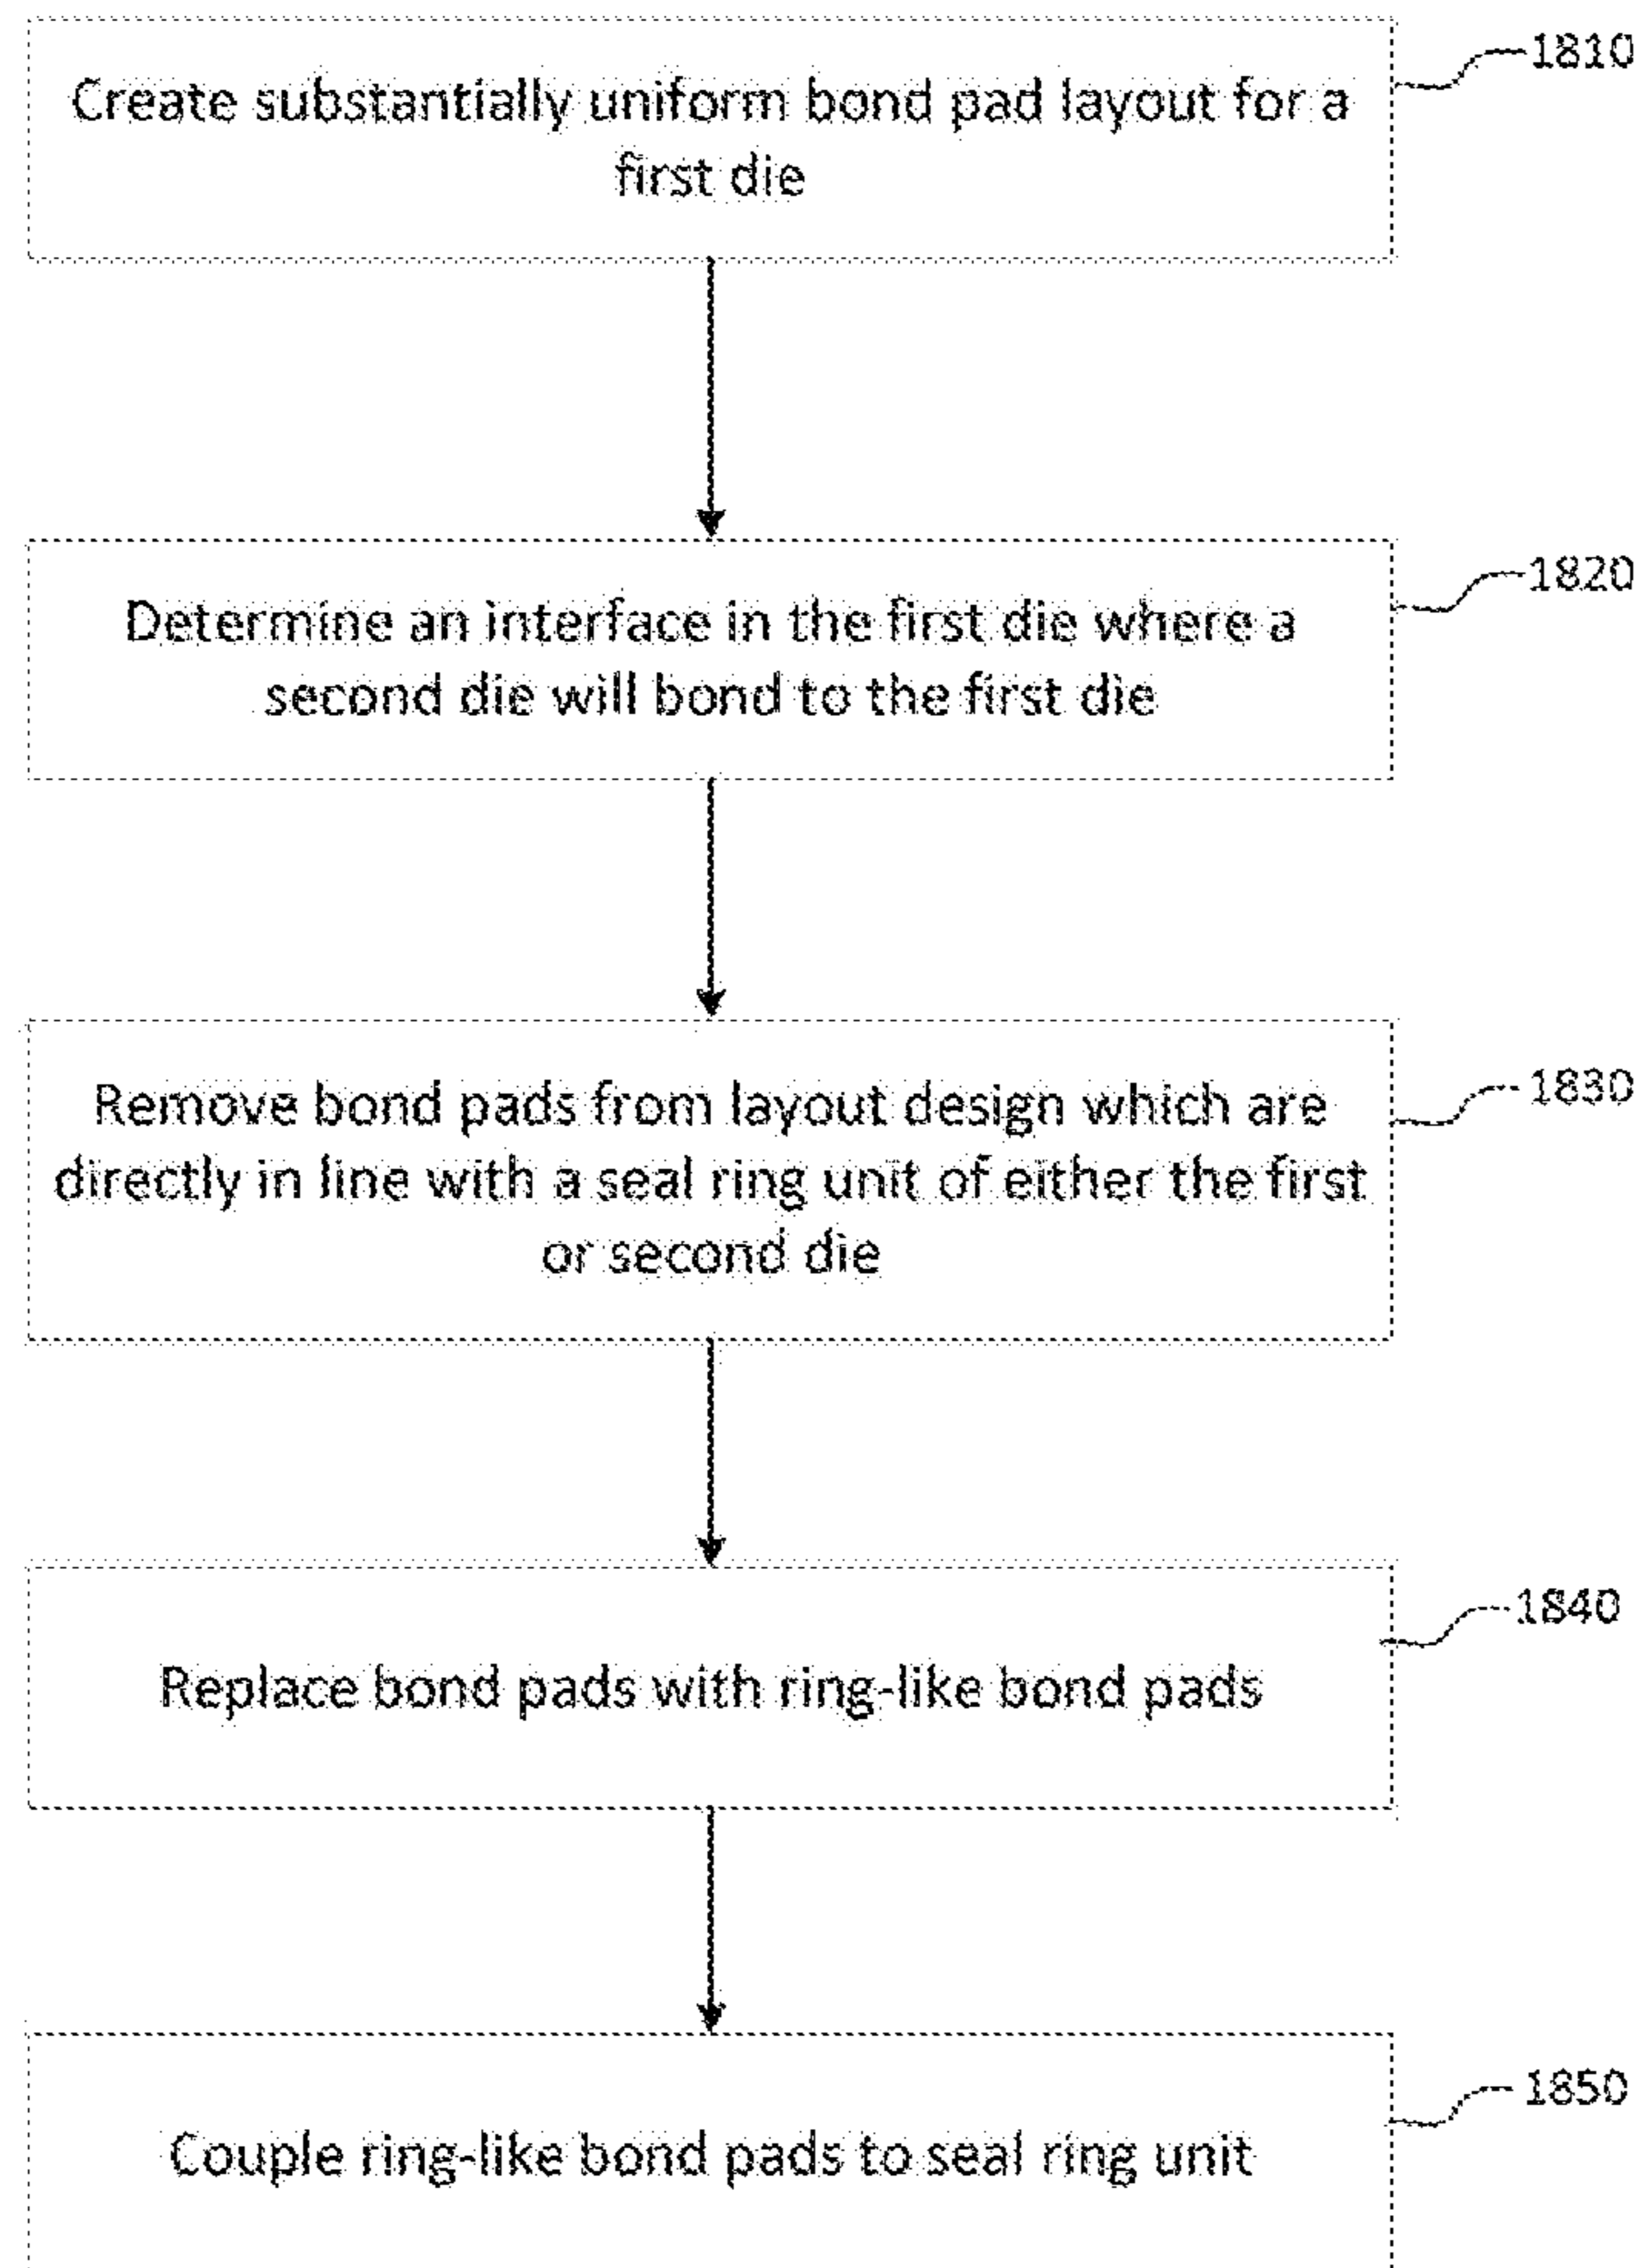 1810
Create substantially uniform bond pad layout for a
first die
1820
Determine an interface in the first die where a
second die will bond to the first die
1830
Remove bond pads from layout design which are
directly in line with a seal ring unit of either the first
or second die
1840
Replace bond pads with ring-like bond pads
1850
Couple ring-like bond pads to seal ring unit